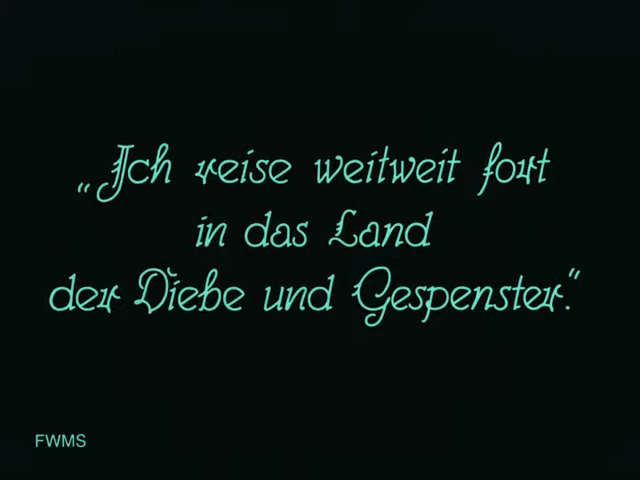 „Ich reise weitweit fort
in das Land
der Diebe und Gespenster.“
FWMS